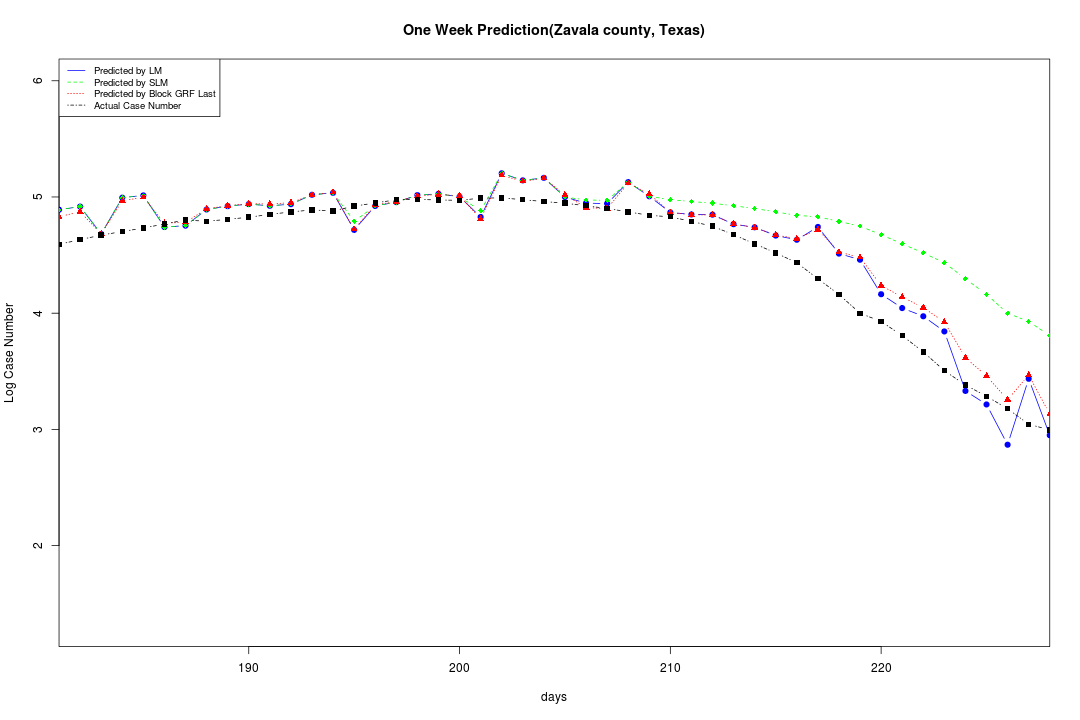 One Week Prediction(Zavala county, Texas)
Predicted by LM
Predicted by SLM
Predicted by Block GRF Last
Actual Case Number
6
5
4
3
2
Log Case Number
190
200
210
220
days